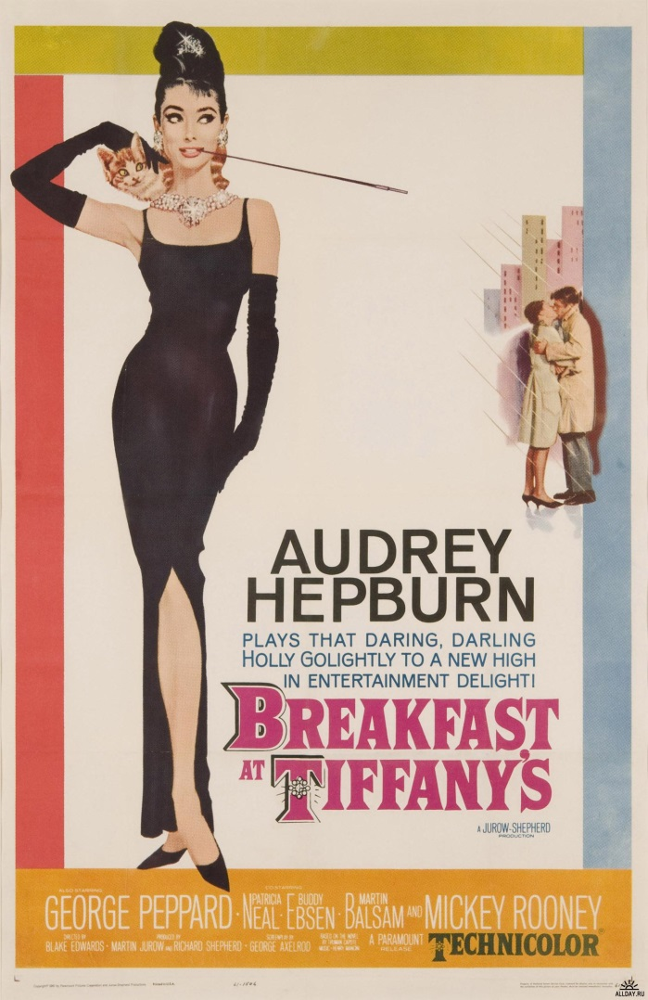 AUDREY
HEPBURN
PLAYS THAT DARING, DARLING
HOLLY GOLIGHTLY TO A NEW HIGH
IN ENTERTAINMENT DELIGHT!
BREAKFAST
AT TIFFANY'S
A JUROW-SHEPHERD
PRODUCTION
ALSO STARRING
CO-STARRING
GEORGE PEPPARD · PATRICIA NEAL · BUDDY EBSEN · MARTIN BALSAM AND MICKEY ROONEY
DIRECTED BY
BLAKE EDWARDS ·
PRODUCED BY
MARTIN JUROW AND RICHARD SHEPHERD ·
SCREENPLAY BY
GEORGE AXELROD
BASED ON THE NOVEL
BY TRUMAN CAPOTE
MUSIC HENRY MANCINI
A PARAMOUNT
RELEASE
TECHNICOLOR®
ALLDAY.RU